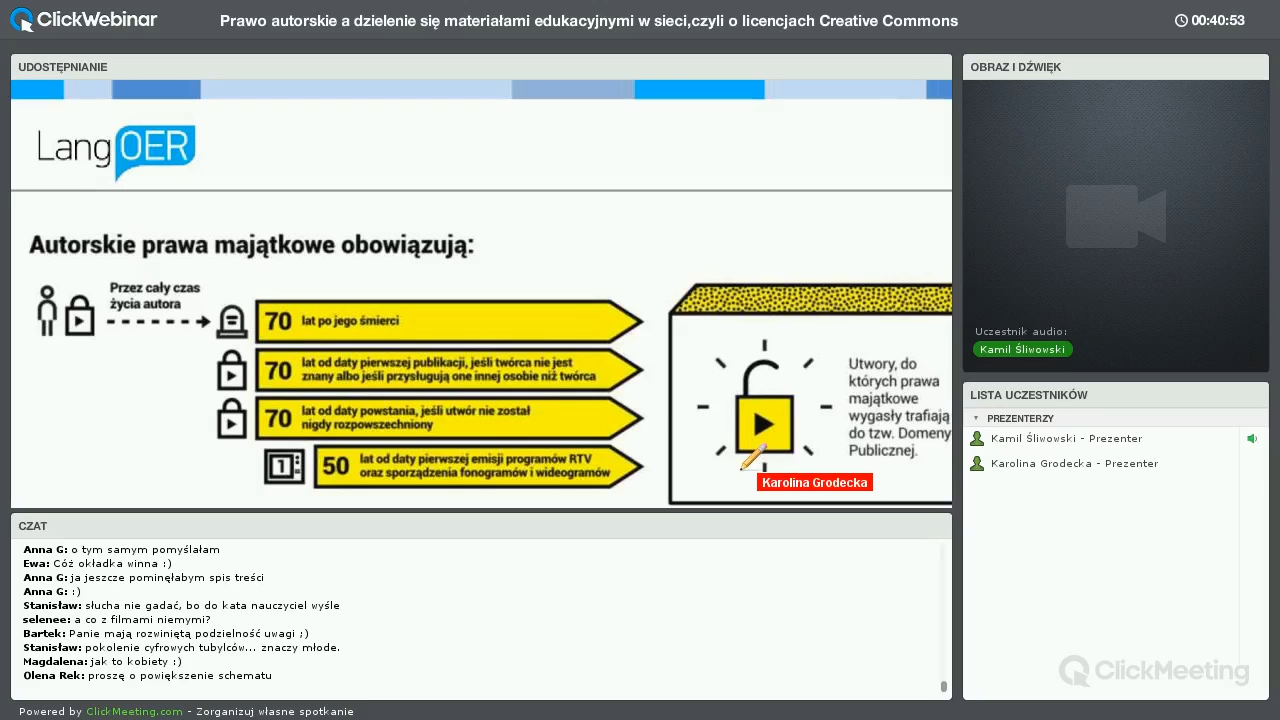 ClickWebinar
Prawo autorskie a dzielenie się materiałami edukacyjnymi w sieci,czyli o licencjach Creative Commons
00:40:53
UDOSTĘPNIANIE
LangOER
Autorskie prawa majątkowe obowiązują:
Przez cały czas
życia autora
70 lat po jego śmierci
70 lat od daty pierwszej publikacji, jeśli twórca nie jest
znany albo jeśli przysługują one innej osobie niż twórca
70 lat od daty powstania, jeśli utwór nie został
nigdy rozpowszechniony
1
50 lat od daty pierwszej emisji programów RTV
oraz sporządzenia fonogramów i wideogramów
Utwory, do
których prawa
majątkowe
wygasły trafiają
do tzw. Domeny
Publicznej.
Karolina Grodecka
OBRAZ I DŹWIĘK
Uczestnik audio:
Kamil Śliwowski
LISTA UCZESTNIKÓW
PREZENTERZY
Kamil Śliwowski - Prezenter
Karolina Grodecka - Prezenter
CZAT
Anna G: o tym samym pomyślałam
Ewa: Cóż okładka winna :)
Anna G: ja jeszcze pominęłabym spis treści
Anna G: :)
Stanisław: słucha nie gadać, bo do kata nauczyciel wyśle
selenee: a co z filmami niemymi?
Bartek: Panie mają rozwiniętą podzielność uwagi ;)
Stanisław: pokolenie cyfrowych tubylców... znaczy młode.
Magdalena: jak to kobiety :)
Olena Rek: proszę o powiększenie schematu
ClickMeeting
Powered by ClickMeeting.com - Zorganizuj własne spotkanie